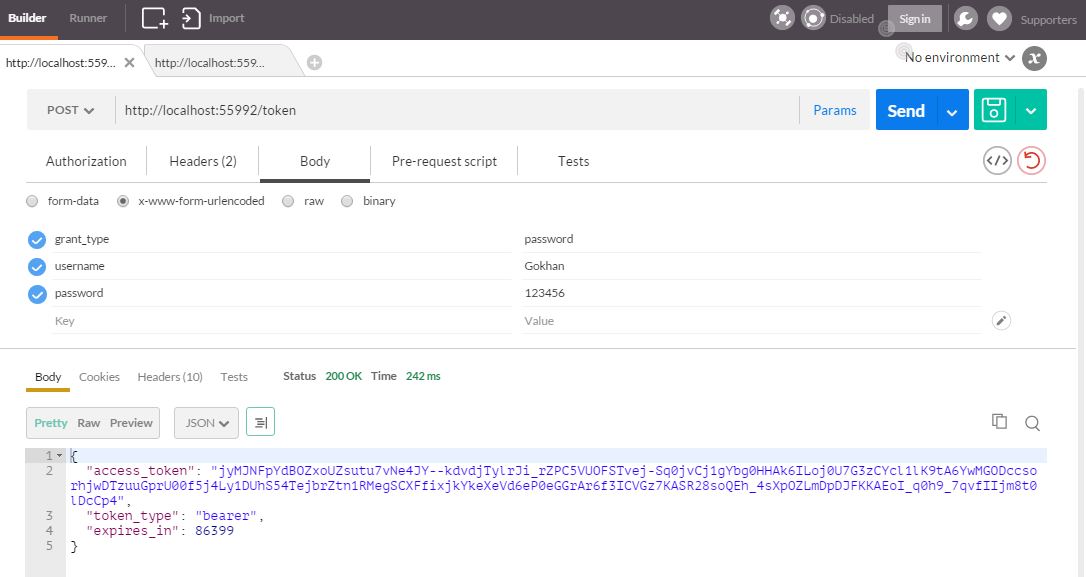 Builder Runner Import Disabled Sign in Supporters
http://localhost:559... http://localhost:559... No environment
POST http://localhost:55992/token Params Send
Authorization Headers (2) Body Pre-request script Tests
form-data x-www-form-urlencoded raw binary
grant_type password
username Gokhan
password 123456
Key Value
Body Cookies Headers (10) Tests Status 200 OK Time 242 ms
Pretty Raw Preview JSON
1 {
2 "access_token": "jyMJNFpYdBOZxoUZsutu7vNe4JY--kdvdjTylrJi_rZPC5VUOFSTvej-Sq0jvCj1gYbg0HHAk6ILoj0U7G3zCYcl1lK9tA6YwMGODccso
rhjwDTzuuGprU00f5j4Ly1DUhS54TejbrZtn1RMegSCXFfixjkYkeXeVd6eP0eGGrAr6f3ICVGz7KASR28soQEh_4sXpOZLmDpDJFKKAEoI_q0h9_7qvfIIjm8t0
lDcCp4",
3 "token_type": "bearer",
4 "expires_in": 86399
5 }